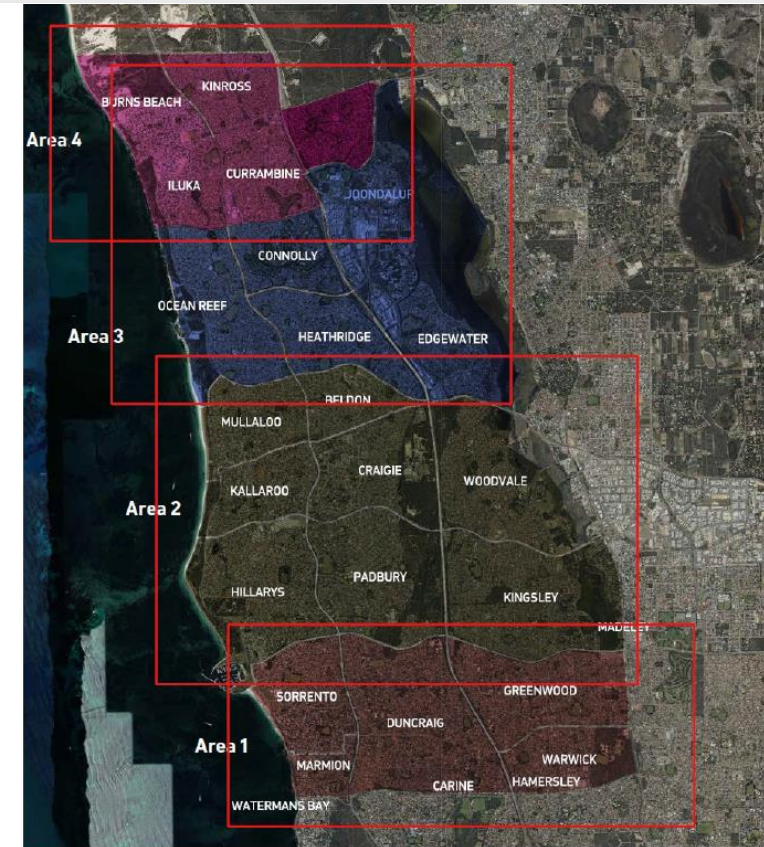 KINROSS
BURNS BEACH
Area 4
CURRAMBINE
ILUKA
JOONDALUP
CONNOLLY
OCEAN REEF
Area 3
HEATHRIDGE
EDGEWATER
BELDON
MULLALOO
CRAIGIE
WOODVALE
KALLAROO
Area 2
PADBURY
HILLARYS
KINGSLEY
MADELEY
GREENWOOD
SORRENTO
DUNCRAIG
Area 1
WARWICK
MARMION
HAMERSLEY
CARINE
WATERMANS BAY